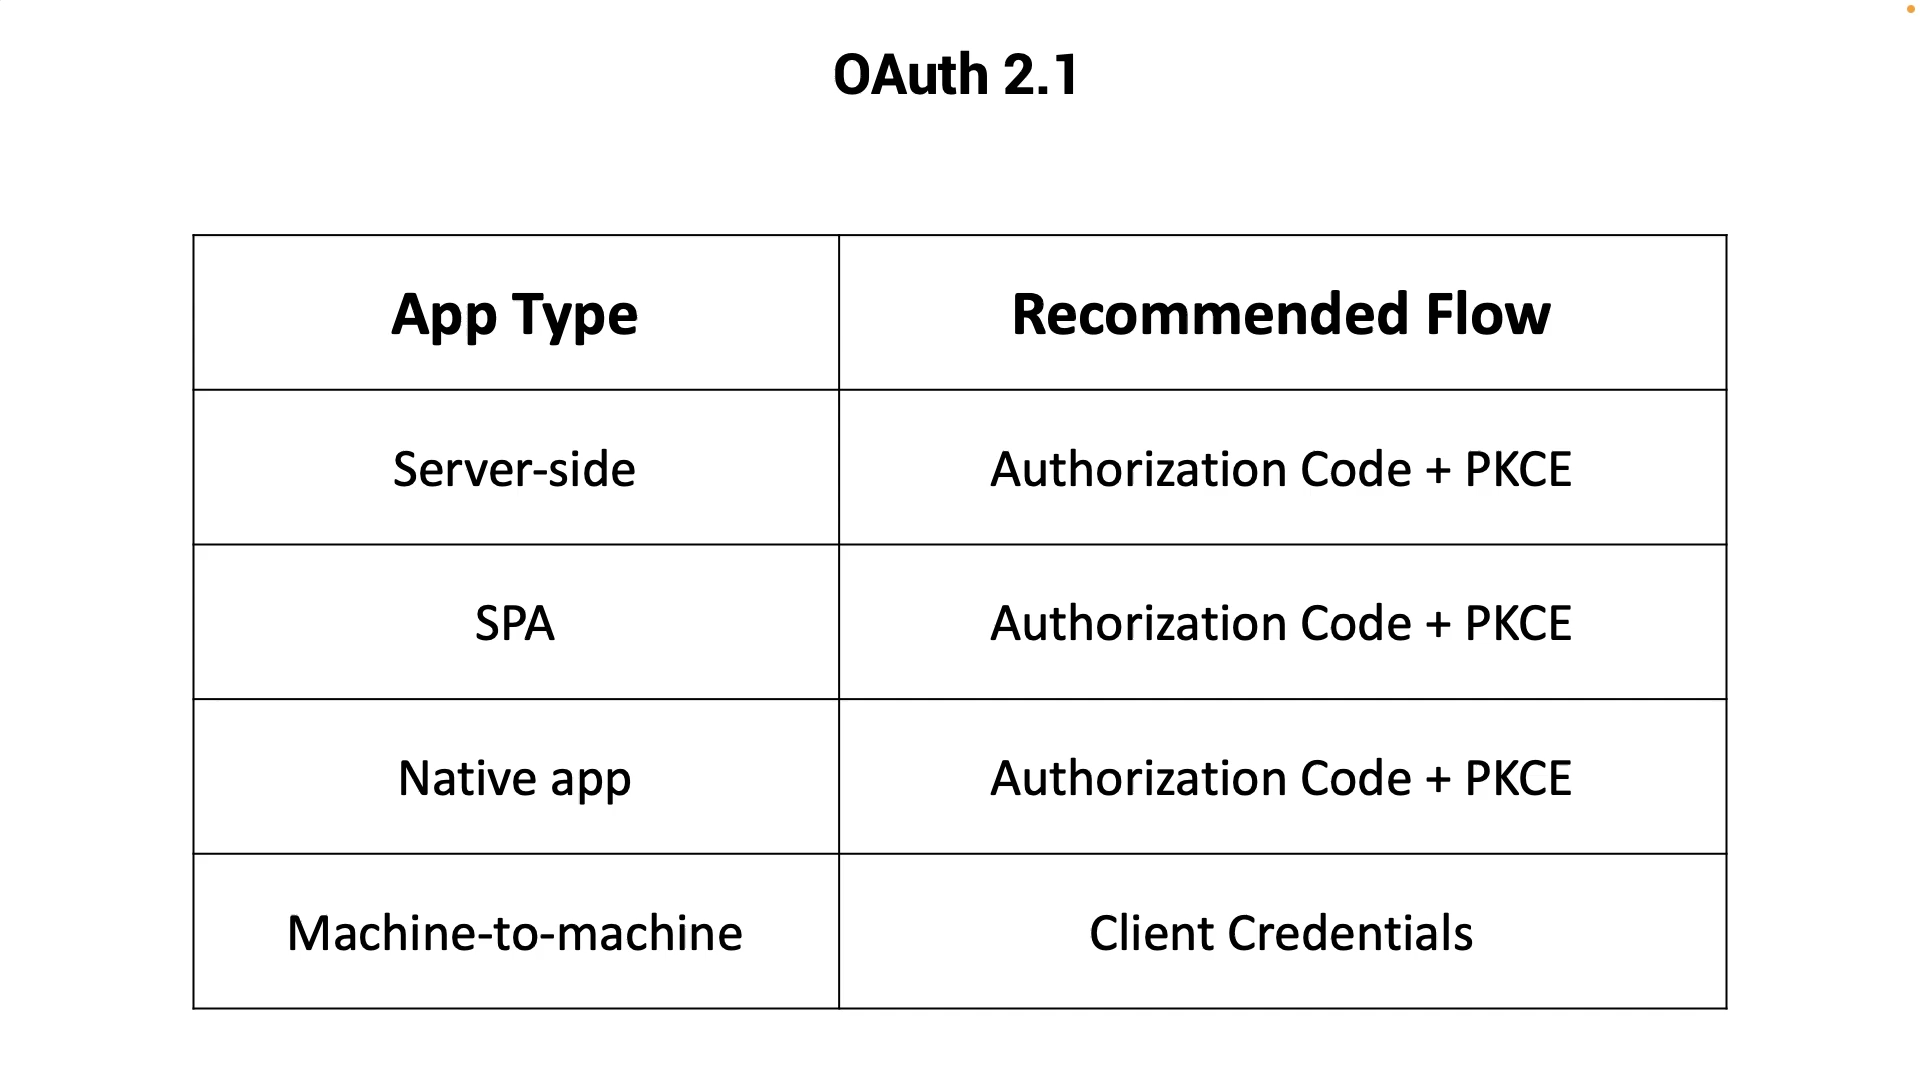 OAuth 2.1
App Type
Recommended Flow
Server-side
Authorization Code + PKCE
SPA
Authorization Code + PKCE
Native app
Authorization Code + PKCE
Machine-to-machine
Client Credentials